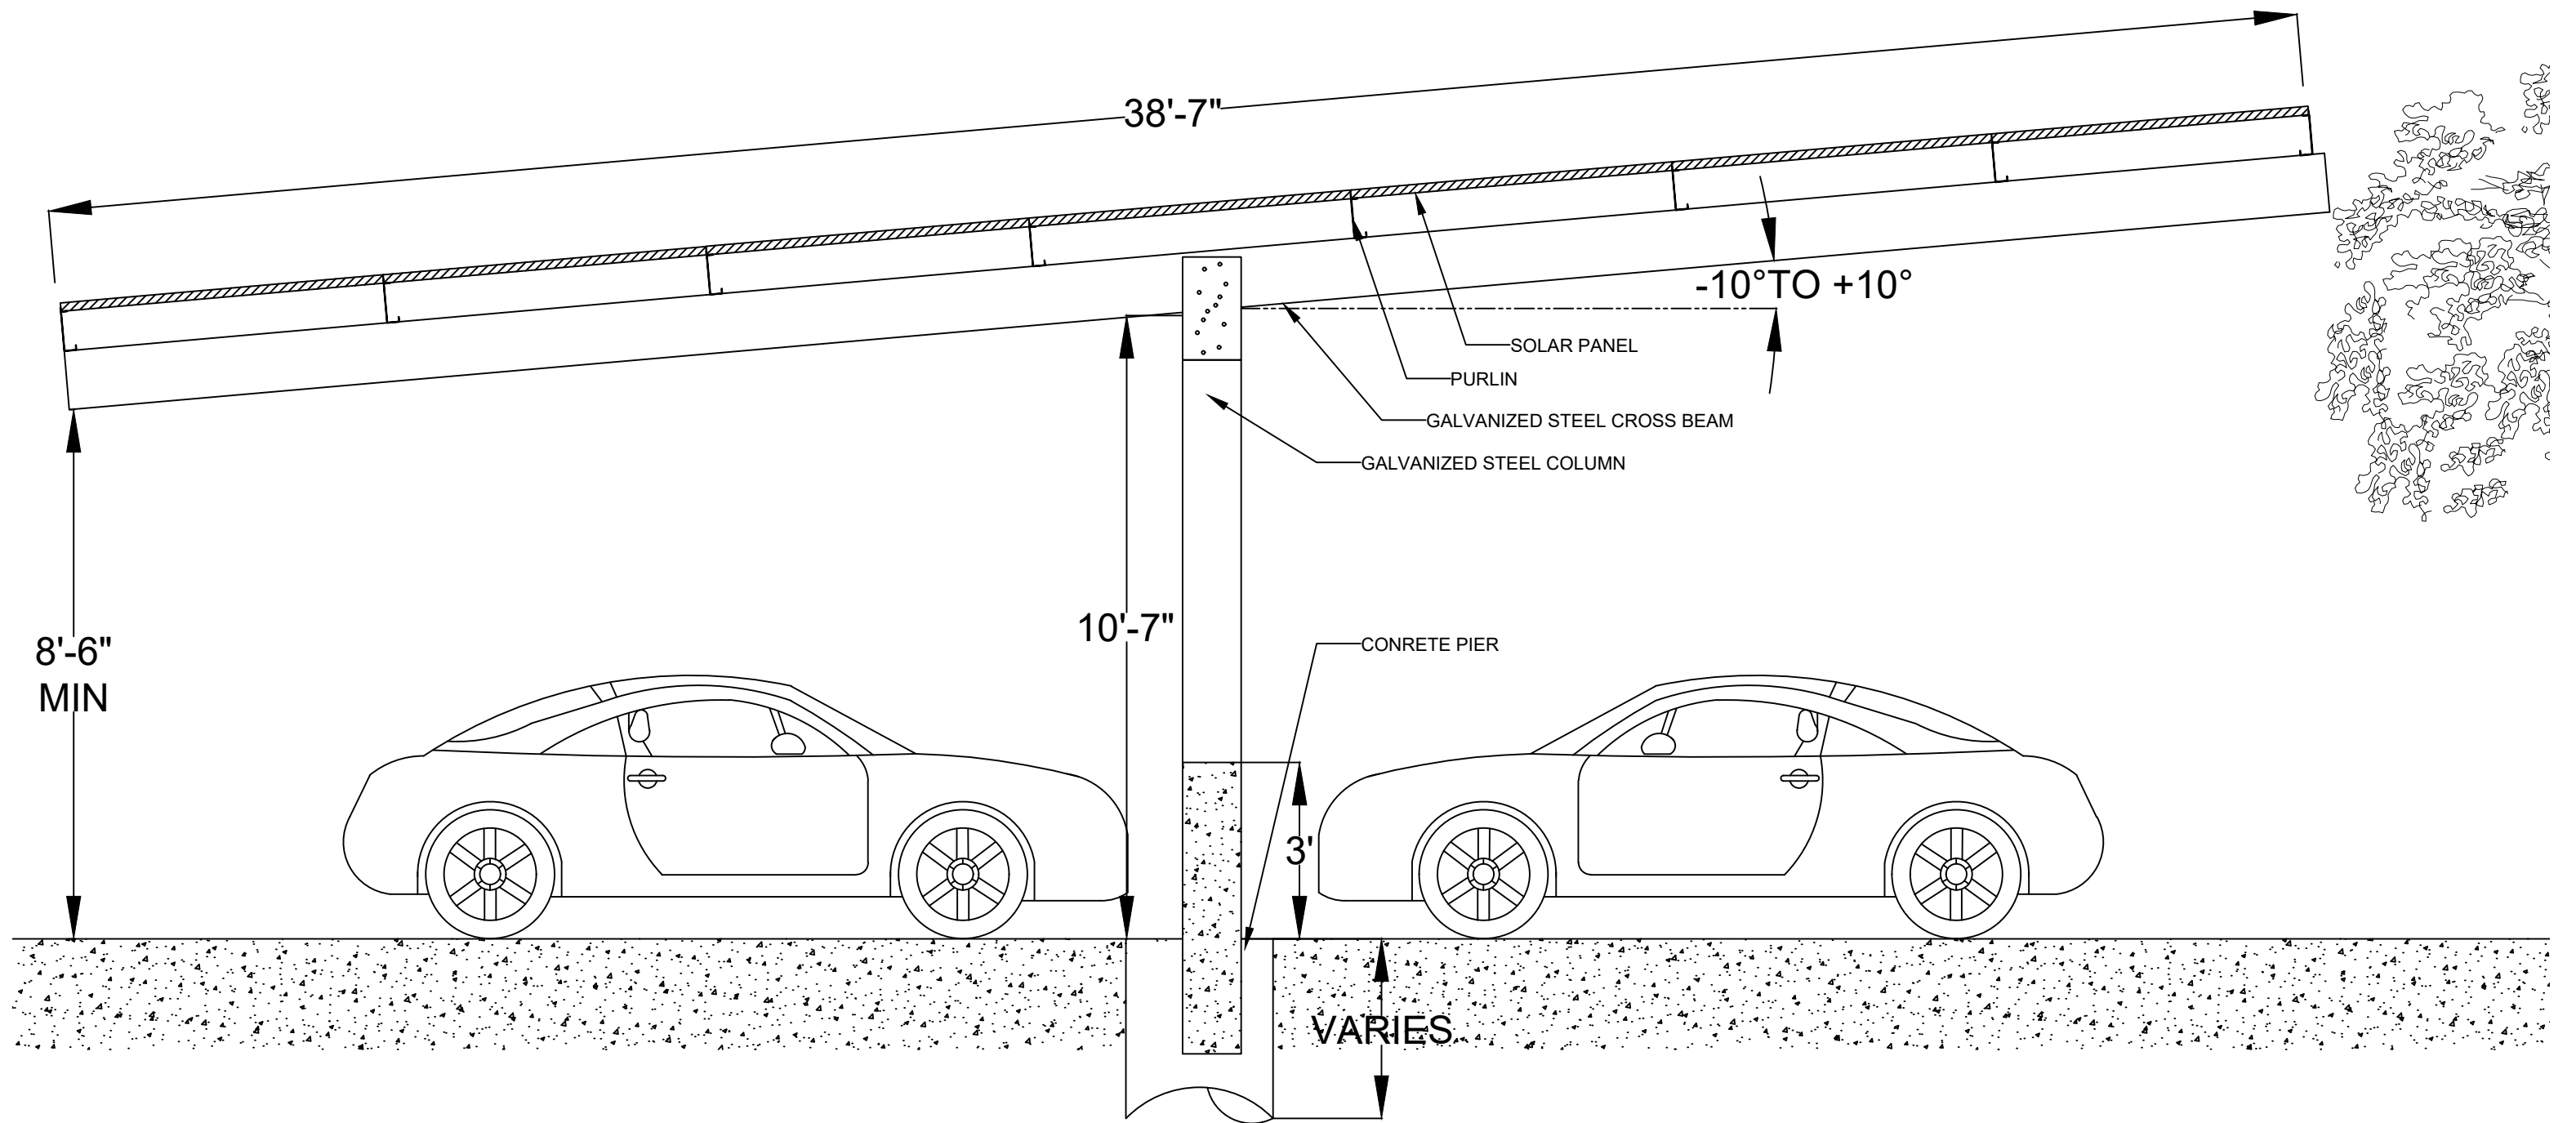 38'-7"
-10°TO +10°
SOLAR PANEL
PURLIN
GALVANIZED STEEL CROSS BEAM
GALVANIZED STEEL COLUMN
10'-7"
CONRETE PIER
8'-6"
MIN
3'
VARIES